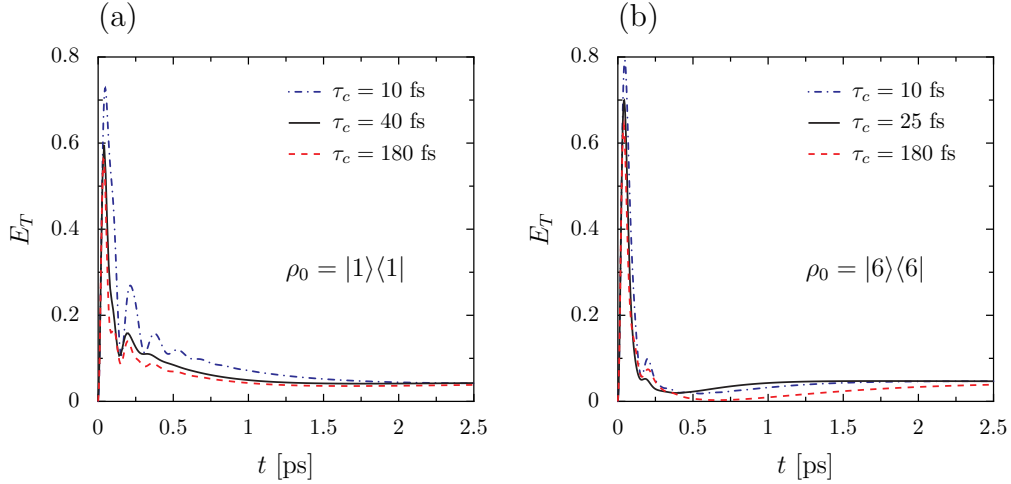 (a)
0.8
0.6
0.4
0.2
0
E_T
τ_c = 10 fs
τ_c = 40 fs
τ_c = 180 fs
ρ_0 = |1⟩⟨1|
0 0.5 1 1.5 2 2.5
t [ps]
(b)
0.8
0.6
0.4
0.2
0
E_T
τ_c = 10 fs
τ_c = 25 fs
τ_c = 180 fs
ρ_0 = |6⟩⟨6|
0 0.5 1 1.5 2 2.5
t [ps]